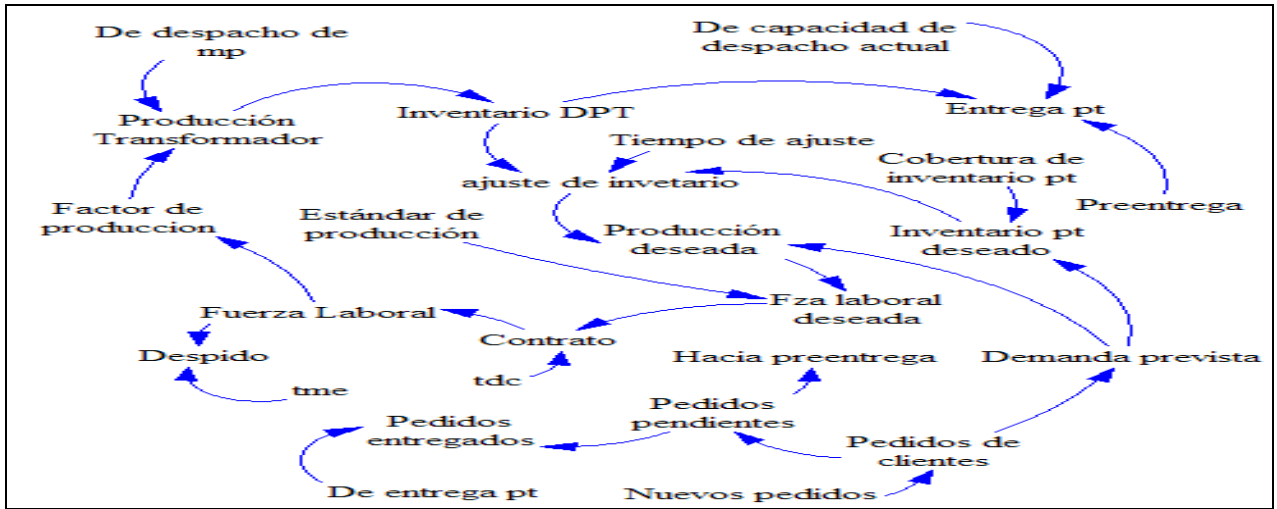 De despacho de
mp
De capacidad de
despacho actual
Producción
Transformador
Inventario DPT
Entrega pt
Tiempo de ajuste
Cobertura de
inventario pt
ajuste de invetario
Factor de
produccion
Estándar de
producción
Producción
deseada
Inventario pt
deseado
Preentrega
Fuerza Laboral
Fza laboral
deseada
Contrato
Despido
Hacia preentrega
Demanda prevista
tme
tdc
Pedidos
entregados
Pedidos
pendientes
Pedidos de
clientes
De entrega pt
Nuevos pedidos